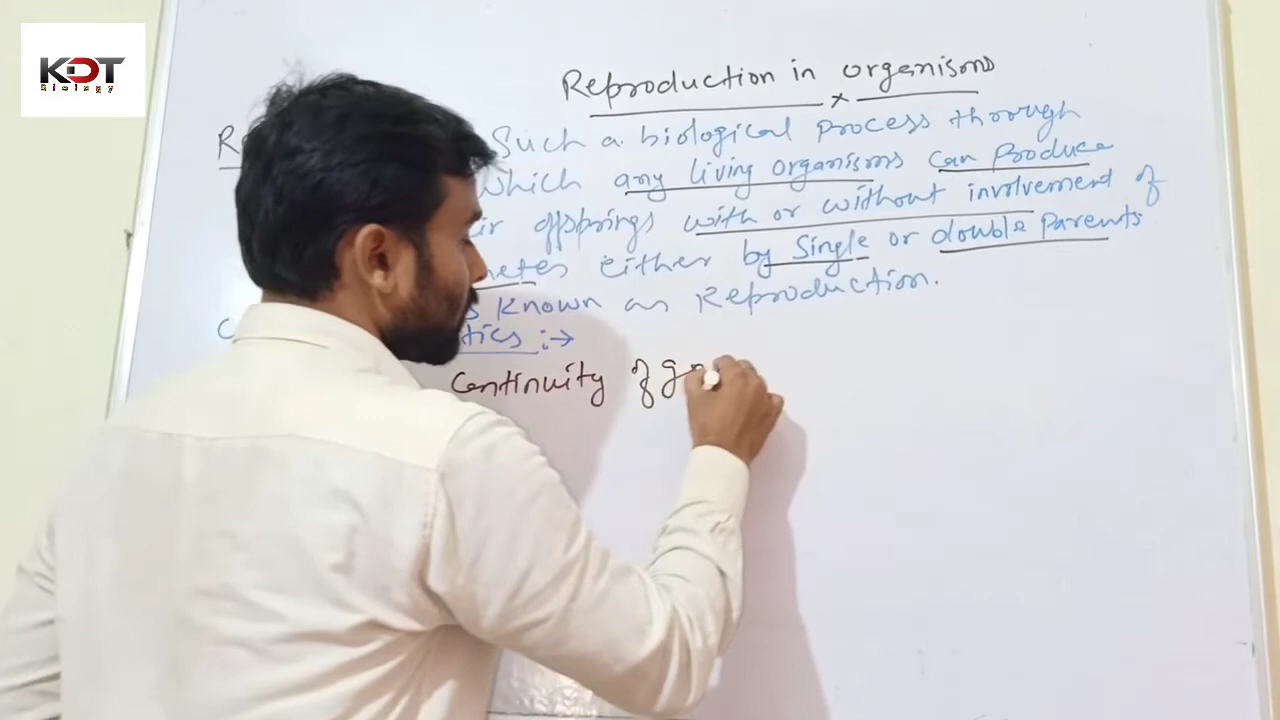 KDT
Biology
Reproduction in organisms
Such a biological process through
which any living organisms can produce
offsprings with or without involvement of
either by Single or double parents
Known as Reproduction.
:→
Continuity of